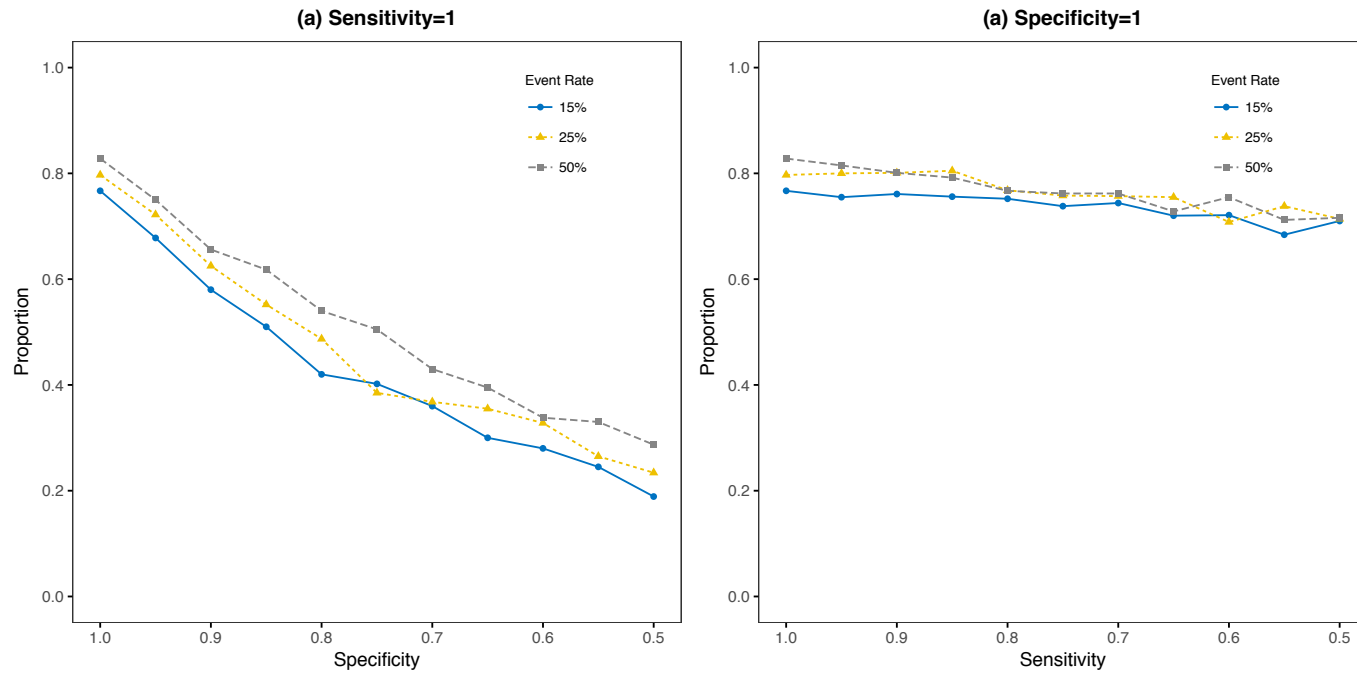 (a) Sensitivity=1
Event Rate
15%
25%
50%
Proportion
1.0
0.8
0.6
0.4
0.2
0.0
1.0 0.9 0.8 0.7 0.6 0.5
Specificity
(a) Specificity=1
Event Rate
15%
25%
50%
Proportion
1.0
0.8
0.6
0.4
0.2
0.0
1.0 0.9 0.8 0.7 0.6 0.5
Sensitivity